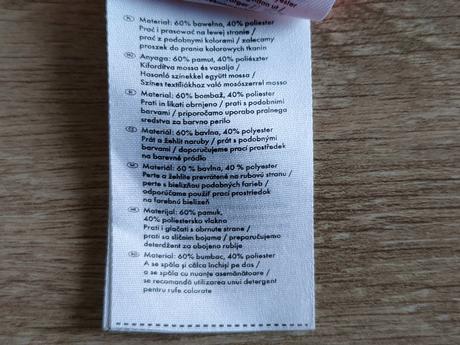 PL Materiał: 60% bawełna, 40% poliester
Prać i prasować na lewej stronie /
prać z podobnymi kolorami / zalecamy
proszek do prania kolorowych tkanin
HU Anyaga: 60% pamut, 40% poliészter
Kifordítva mossa és vasalja /
Hasonló színekkel együtt mossa /
Színes textíliákhoz való mosószerrel mosso
Material: 60% bombaž, 40% poliester
Prati in likati obrnjeno / prati s podobnimi
barvami / priporočamo uporabo pralnega
sredstva za barvno perilo
CZ Materiál: 60% bavlna, 40% polyester
Prát a žehlit naruby / prát s podobnými
barvami / doporučujeme prací prostředek
na barevné prádlo
SK Materiál: 60 % bavlna, 40 % polyester
Perte a žehlite prevrátené na rubovú stranu /
perte s bielizňou podobných farieb /
odporúčame použiť prací prostriedok
na farebnú bielizeň
HR Materijal: 60% pamuk,
40% poliestersko vlakno
Prati i glačati s obrnute strane /
prati sa sličnim bojama / preporučujemo
deterdžent za obojeno rublje
RO Material: 60% bumbac, 40% poliester
A se spăla și călca închiși pe dos /
a se spăla cu nuanțe asemănătoare /
se recomandă utilizarea unui detergent
pentru rufe colorate